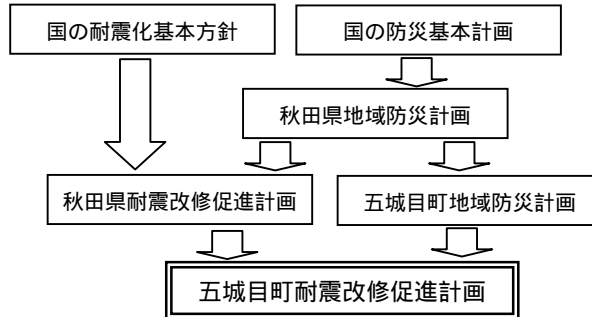 国の耐震化基本方針
国の防災基本計画
秋田県地域防災計画
秋田県耐震改修促進計画
五城目町地域防災計画
五城目町耐震改修促進計画